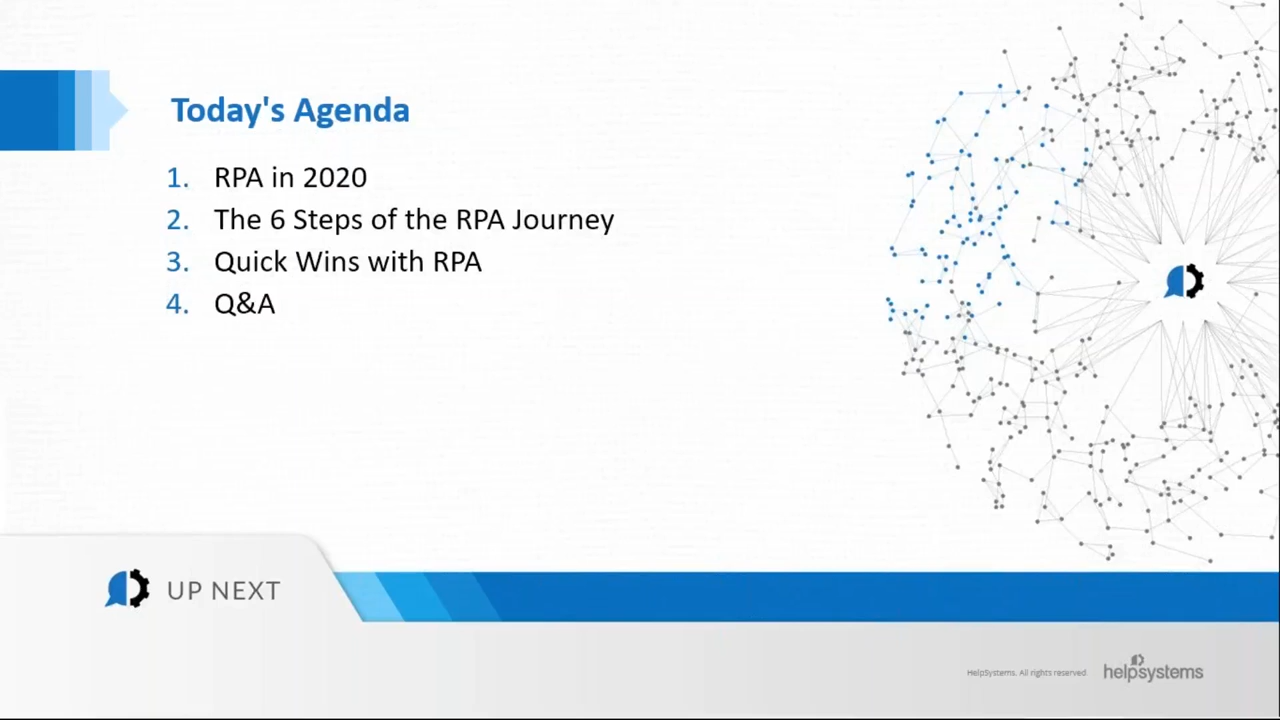 Today's Agenda
1. RPA in 2020
2. The 6 Steps of the RPA Journey
3. Quick Wins with RPA
4. Q&A
UP NEXT
HelpSystems. All rights reserved
helpsystems